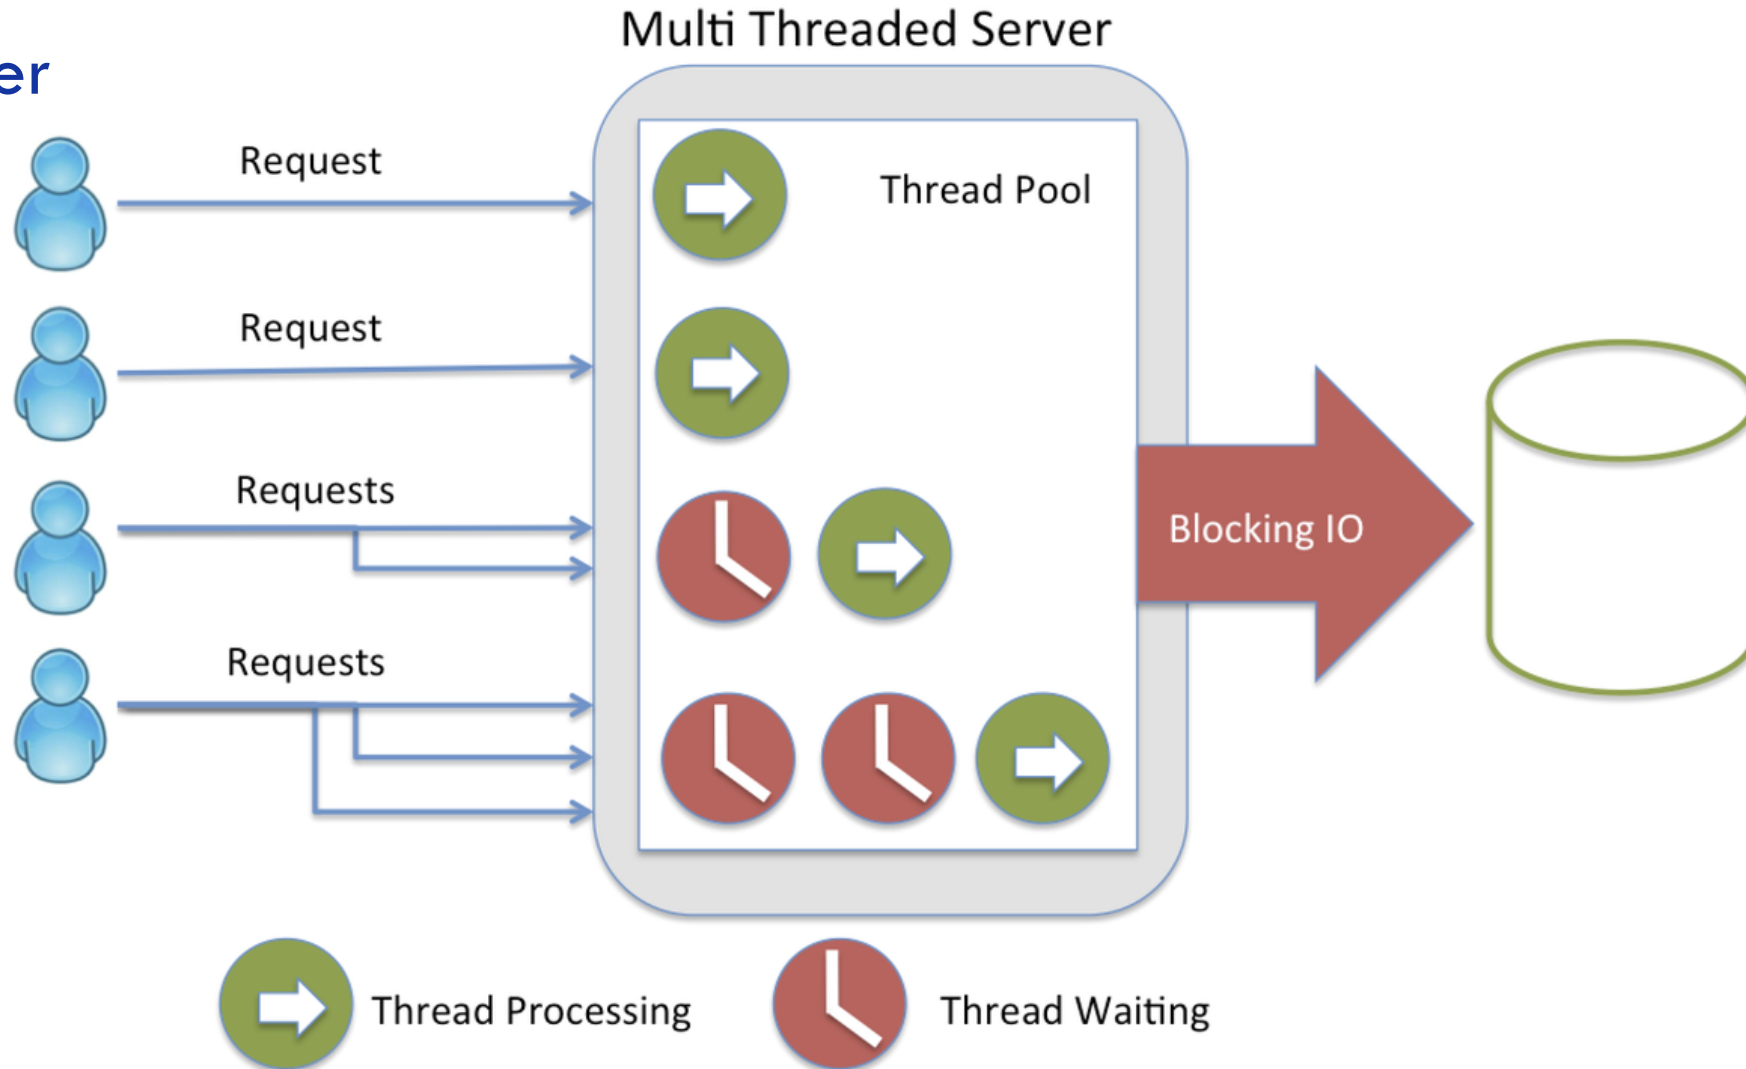 Multi Threaded Server
er
Request
Thread Pool
Request
Requests
Blocking IO
Requests
Thread Processing
Thread Waiting